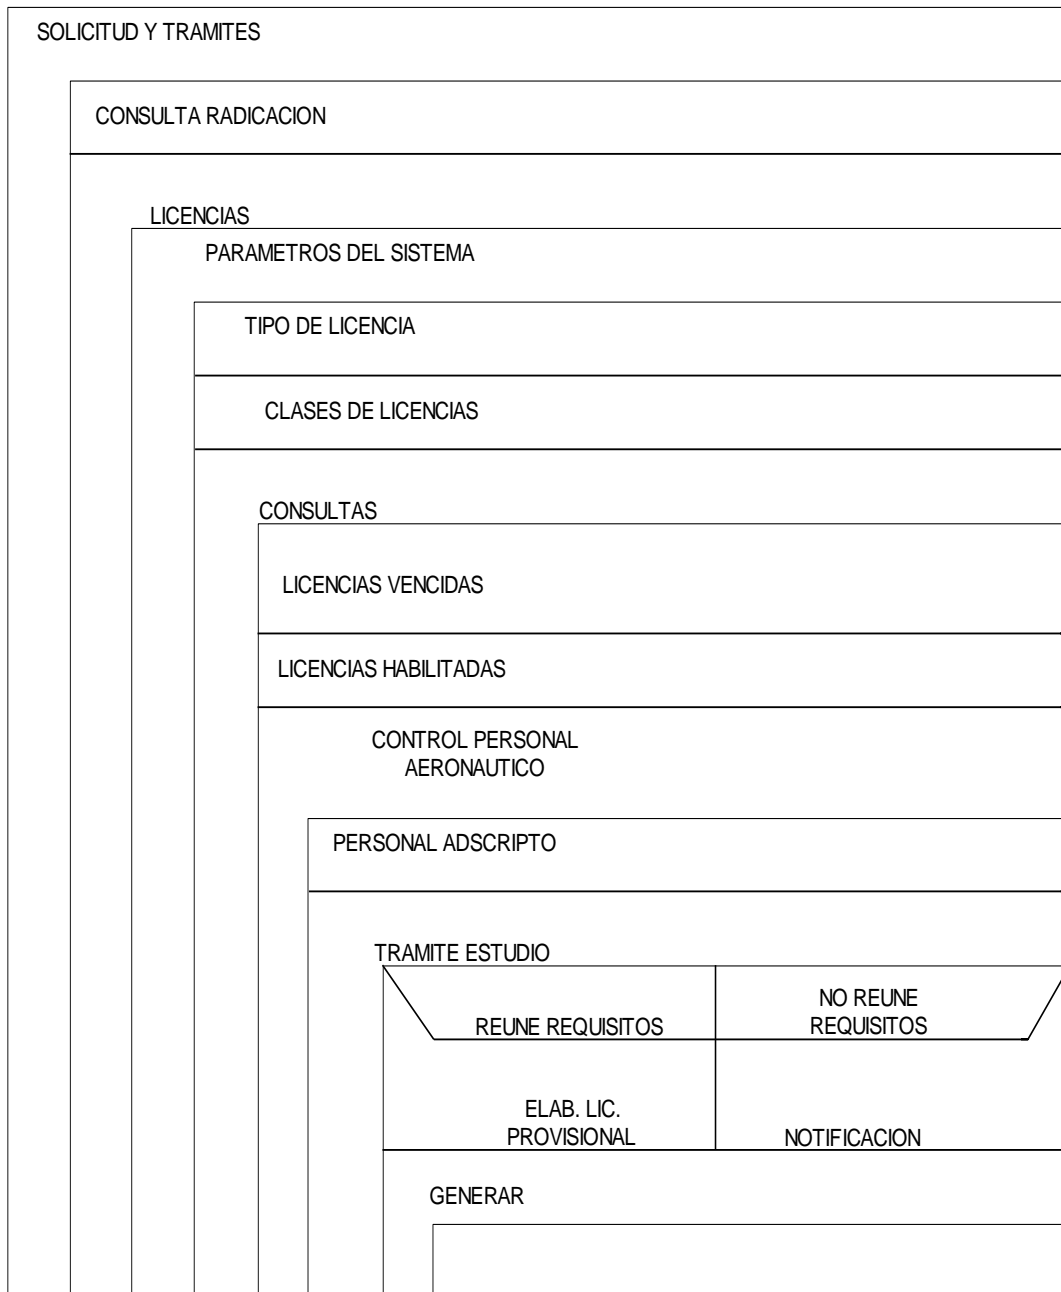 SOLICITUD Y TRAMITES
CONSULTA RADICACION
LICENCIAS
PARAMETROS DEL SISTEMA
TIPO DE LICENCIA
CLASES DE LICENCIAS
CONSULTAS
LICENCIAS VENCIDAS
LICENCIAS HABILITADAS
CONTROL PERSONAL
AERONAUTICO
PERSONAL ADSCRIPTO
TRAMITE ESTUDIO
REUNE REQUISITOS
NO REUNE
REQUISITOS
ELAB. LIC.
PROVISIONAL
NOTIFICACION
GENERAR